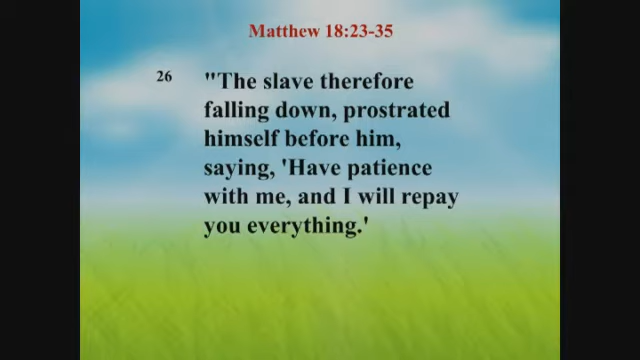 Matthew 18:23-35
26 "The slave therefore
falling down, prostrated
himself before him,
saying, 'Have patience
with me, and I will repay
you everything.'